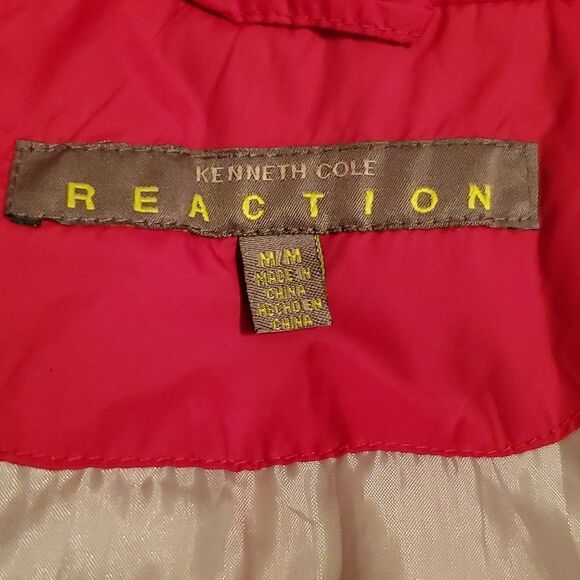 KENNETH COLE
REACTION
M/M
MADE IN
CHINA
HECHO EN
CHINA